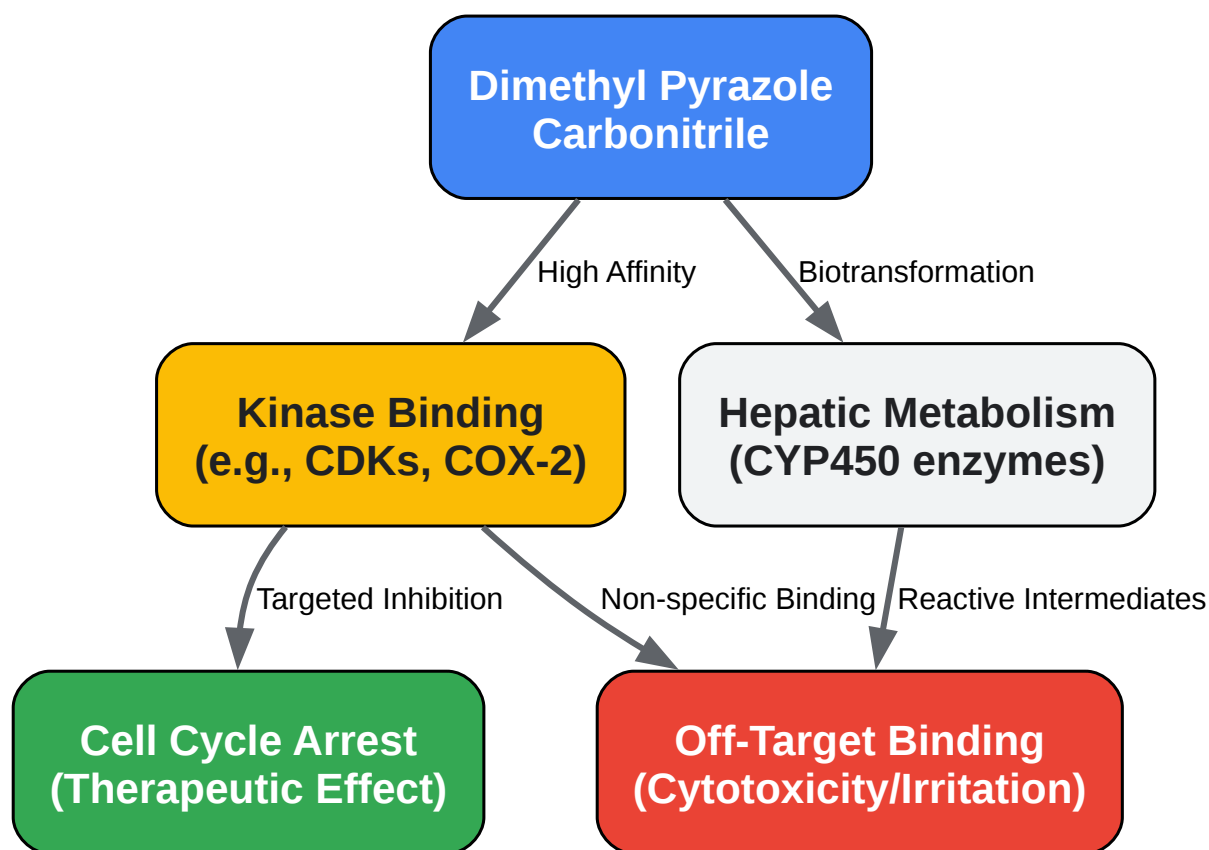 Dimethyl Pyrazole
Carbonitrile
High Affinity
Biotransformation
Kinase Binding
(e.g., CDKs, COX-2)
Hepatic Metabolism
(CYP450 enzymes)
Targeted Inhibition
Non-specific Binding
Reactive Intermediates
Cell Cycle Arrest
(Therapeutic Effect)
Off-Target Binding
(Cytotoxicity/Irritation)